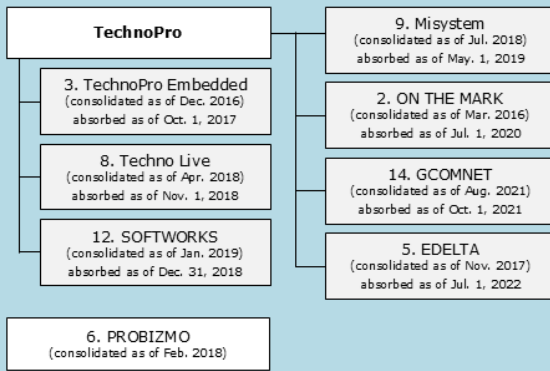 TechnoPro
3. TechnoPro Embedded
(consolidated as of Dec. 2016)
absorbed as of Oct. 1, 2017
8. Techno Live
(consolidated as of Apr. 2018)
absorbed as of Nov. 1, 2018
12. SOFTWORKS
(consolidated as of Jan. 2019)
absorbed as of Dec. 31, 2018
6. PROBIZMO
(consolidated as of Feb. 2018)
9. Misystem
(consolidated as of Jul. 2018)
absorbed as of May. 1, 2019
2. ON THE MARK
(consolidated as of Mar. 2016)
absorbed as of Jul. 1, 2020
14. GCOMNET
(consolidated as of Aug. 2021)
absorbed as of Oct. 1, 2021
5. EDELTA
(consolidated as of Nov. 2017)
absorbed as of Jul. 1, 2022